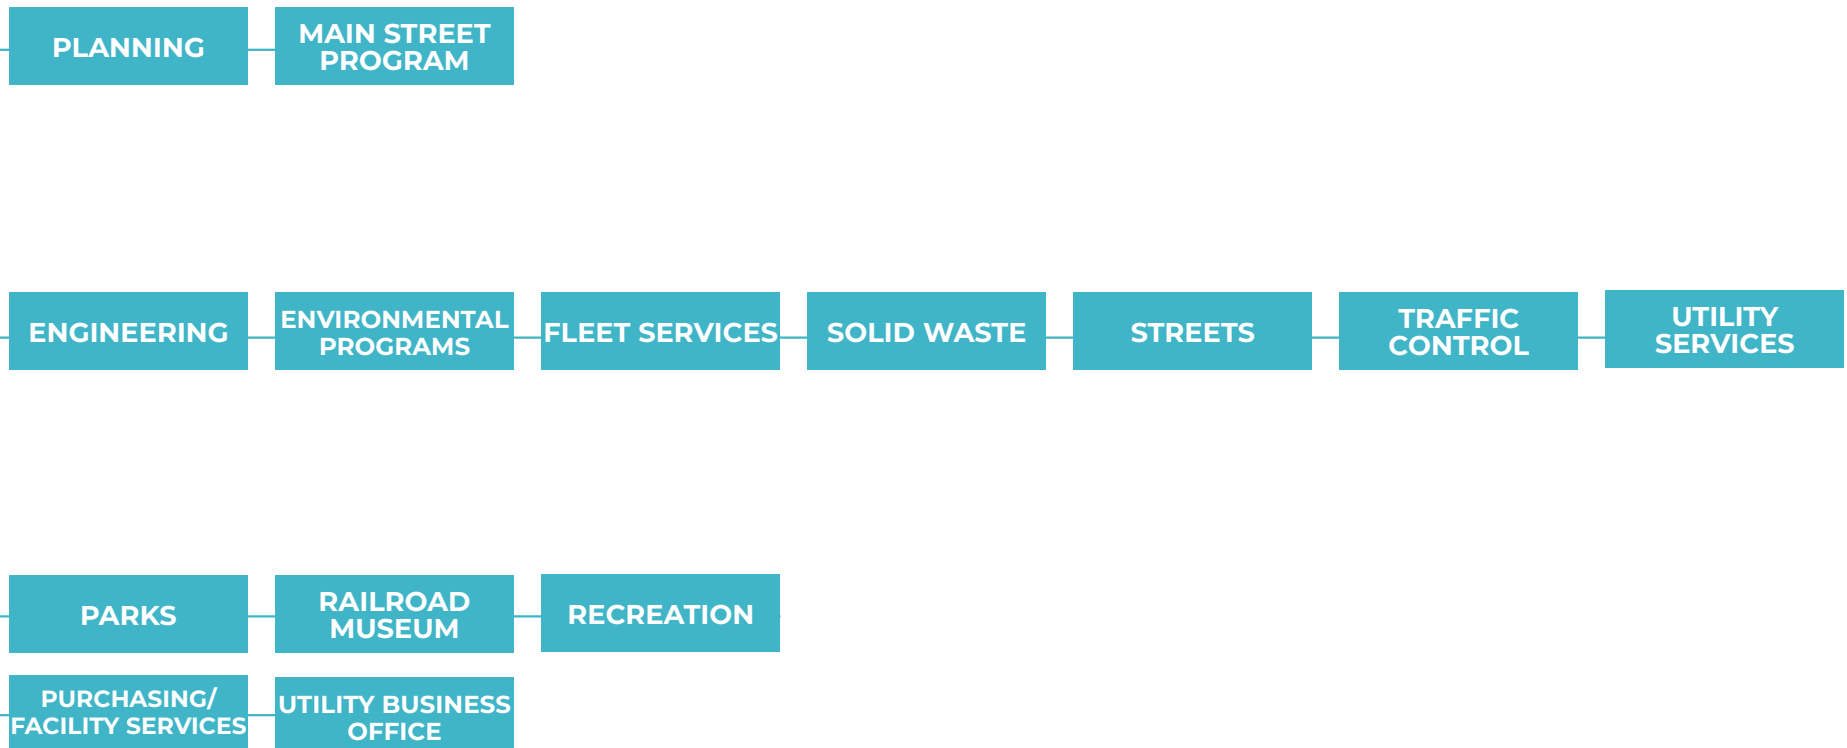 PLANNING
MAIN STREET
PROGRAM
ENGINEERING
ENVIRONMENTAL
PROGRAMS
FLEET SERVICES
SOLID WASTE
STREETS
TRAFFIC
CONTROL
UTILITY
SERVICES
PARKS
RAILROAD
MUSEUM
RECREATION
PURCHASING/
FACILITY SERVICES
UTILITY BUSINESS
OFFICE